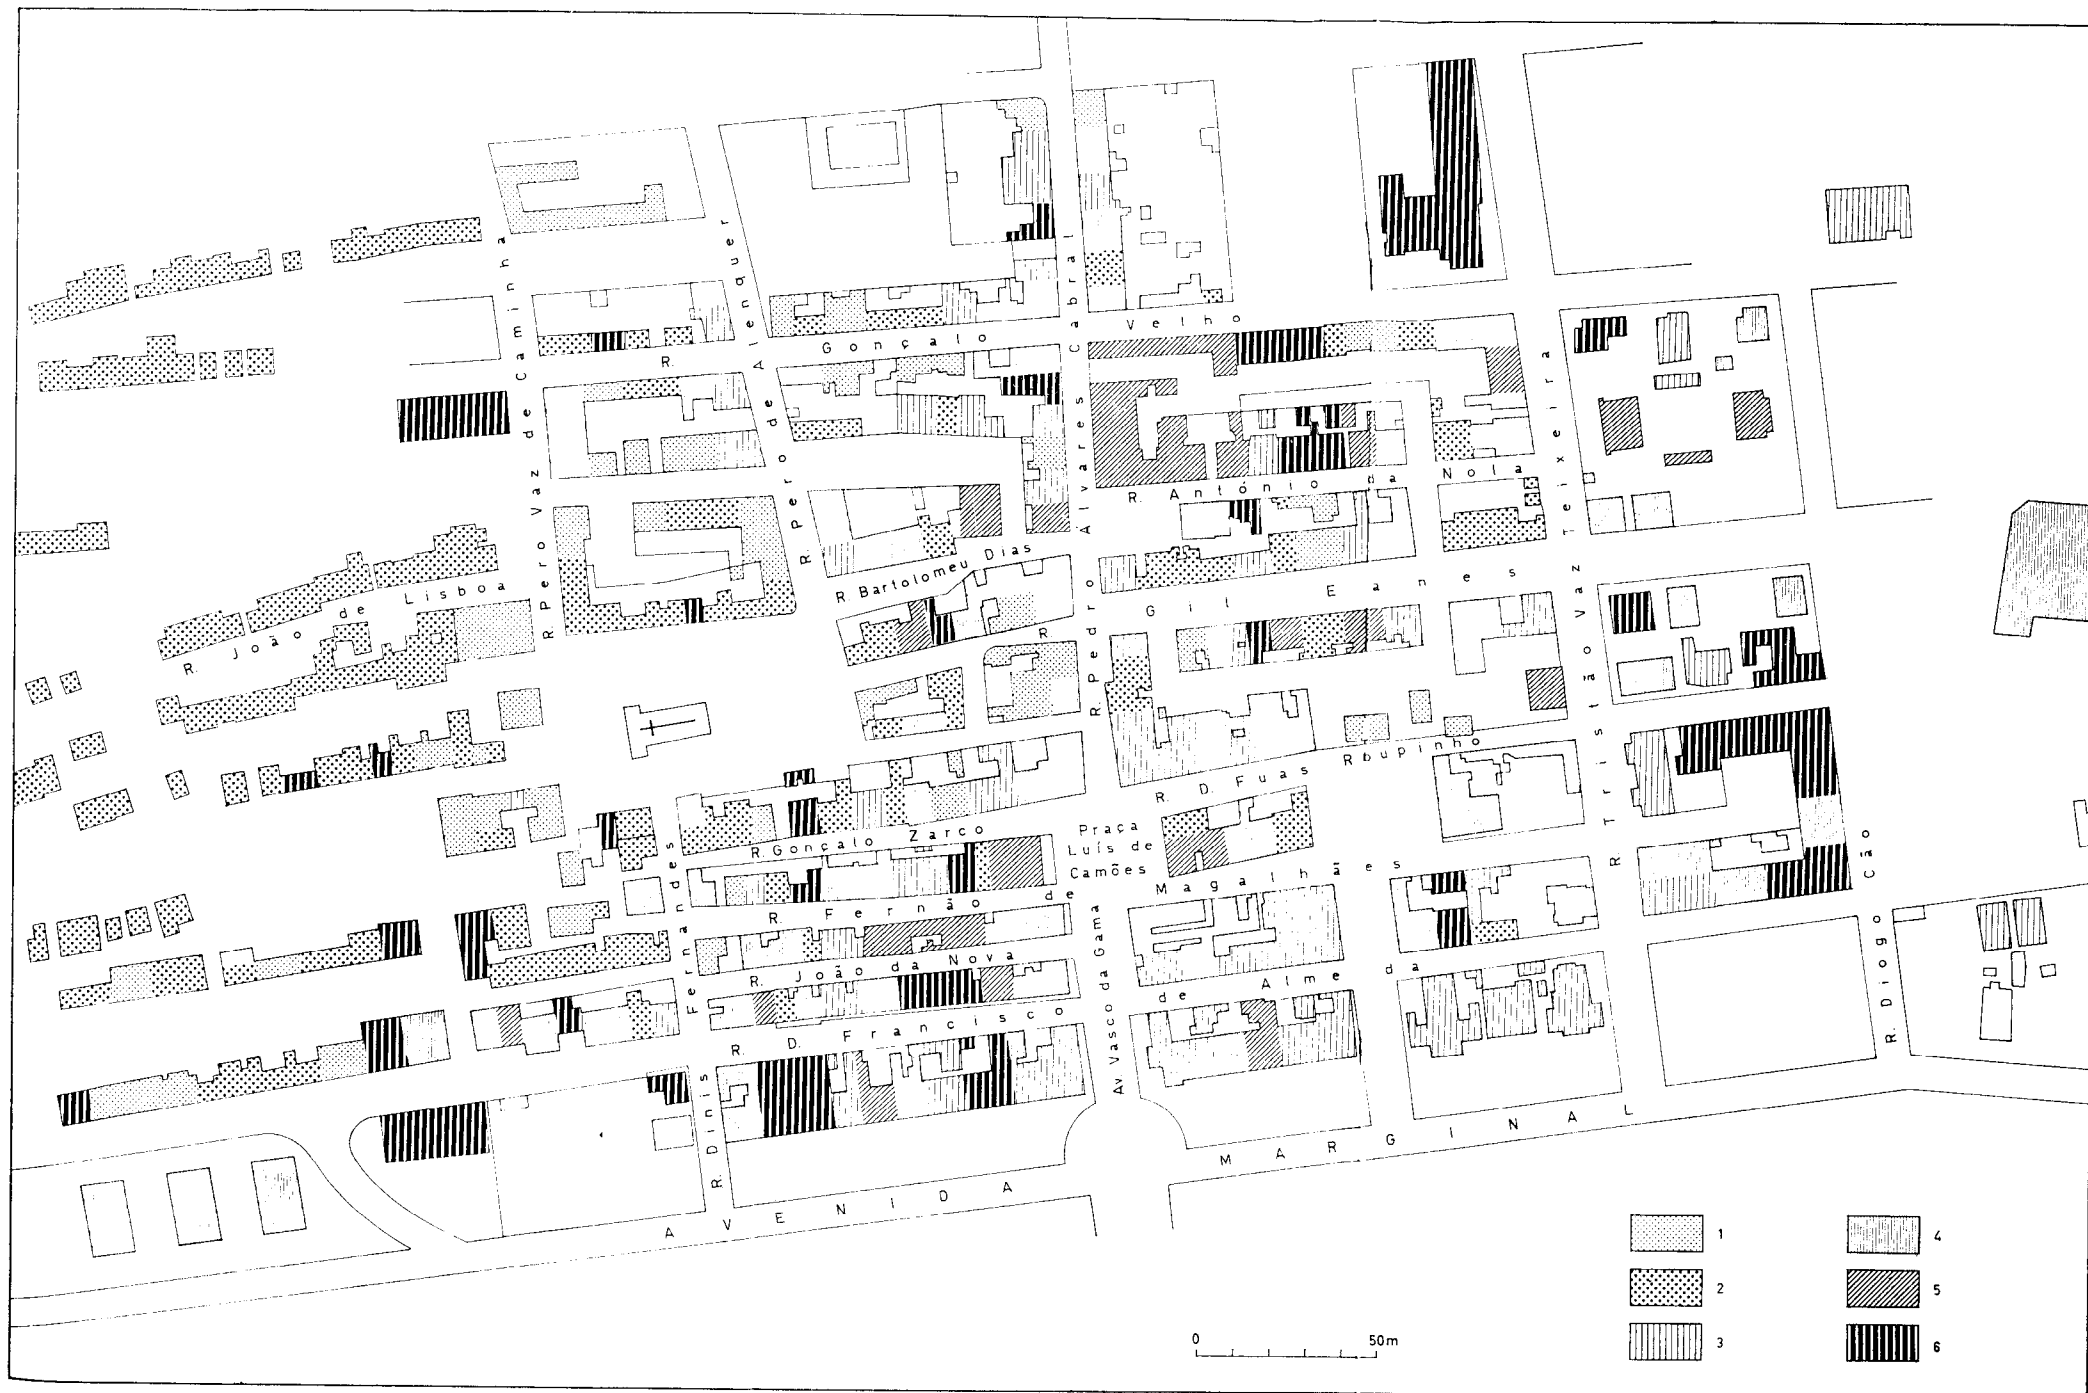 R. Pero Vaz de Caminha
R. Pero de Alenquer
R. Pedro Álvares Cabral
R. Gonçalo Velho
R. António da Nola
R. Tristão Vaz Teixeira
R. João de Lisboa
R. Bartolomeu Dias
R. Gil Eanes
R. D. Fuas Roupinho
R. Gonçalo Zarco
Praça
Luís de
Camões
R. Fernão de Magalhães
R. João da Nova
R. D. Francisco de Almeda
R. Dinis Fernandes
Av Vasco da Gama
R. Diogo Cão
AVENIDA MARGINAL
1
2
3
4
5
6
0 50m